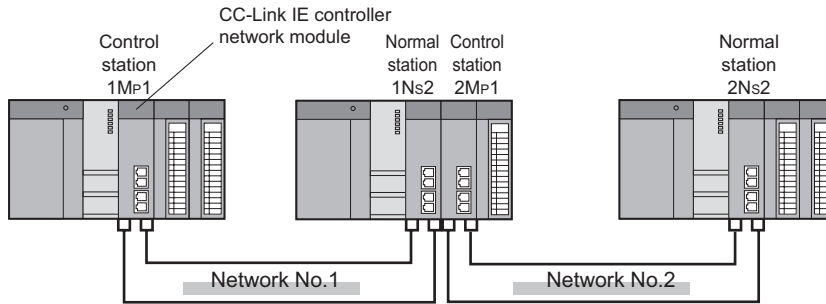 CC-Link IE controller
network module
Control
station
1MP1
Normal
station
1NS2
Control
station
2MP1
Normal
station
2NS2
Network No.1
Network No.2